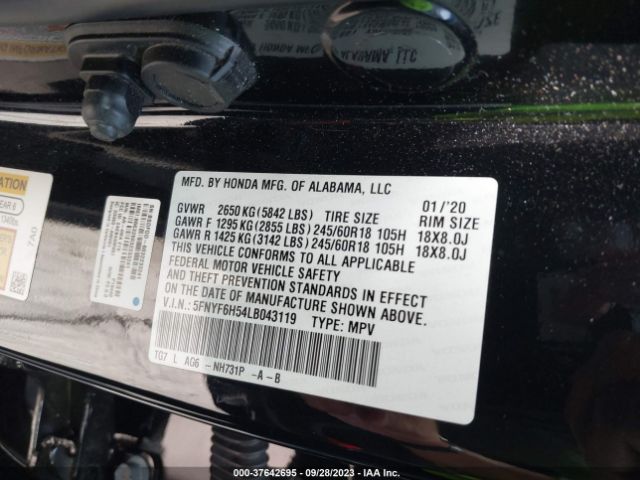 ALABAMA LLC
MFD. BY HONDA MFG. OF ALABAMA, LLC 01/'20
GVWR 2650 KG (5842 LBS) TIRE SIZE RIM SIZE
GAWR F 1295 KG (2855 LBS) 245/60R18 105H 18X8.0J
GAWR R 1425 KG (3142 LBS) 245/60R18 105H 18X8.0J
THIS VEHICLE CONFORMS TO ALL APPLICABLE
FEDERAL MOTOR VEHICLE SAFETY
AND THEFT PREVENTION STANDARDS IN EFFECT
ON THE DATE OF MANUFACTURE SHOWN ABOVE.
V.I.N.: 5FNYF6H54LB043119 TYPE: MPV
TG7 L AG6 -NH731P -A-B
7A0
000-37642695 - 09/28/2023 - IAA Inc.